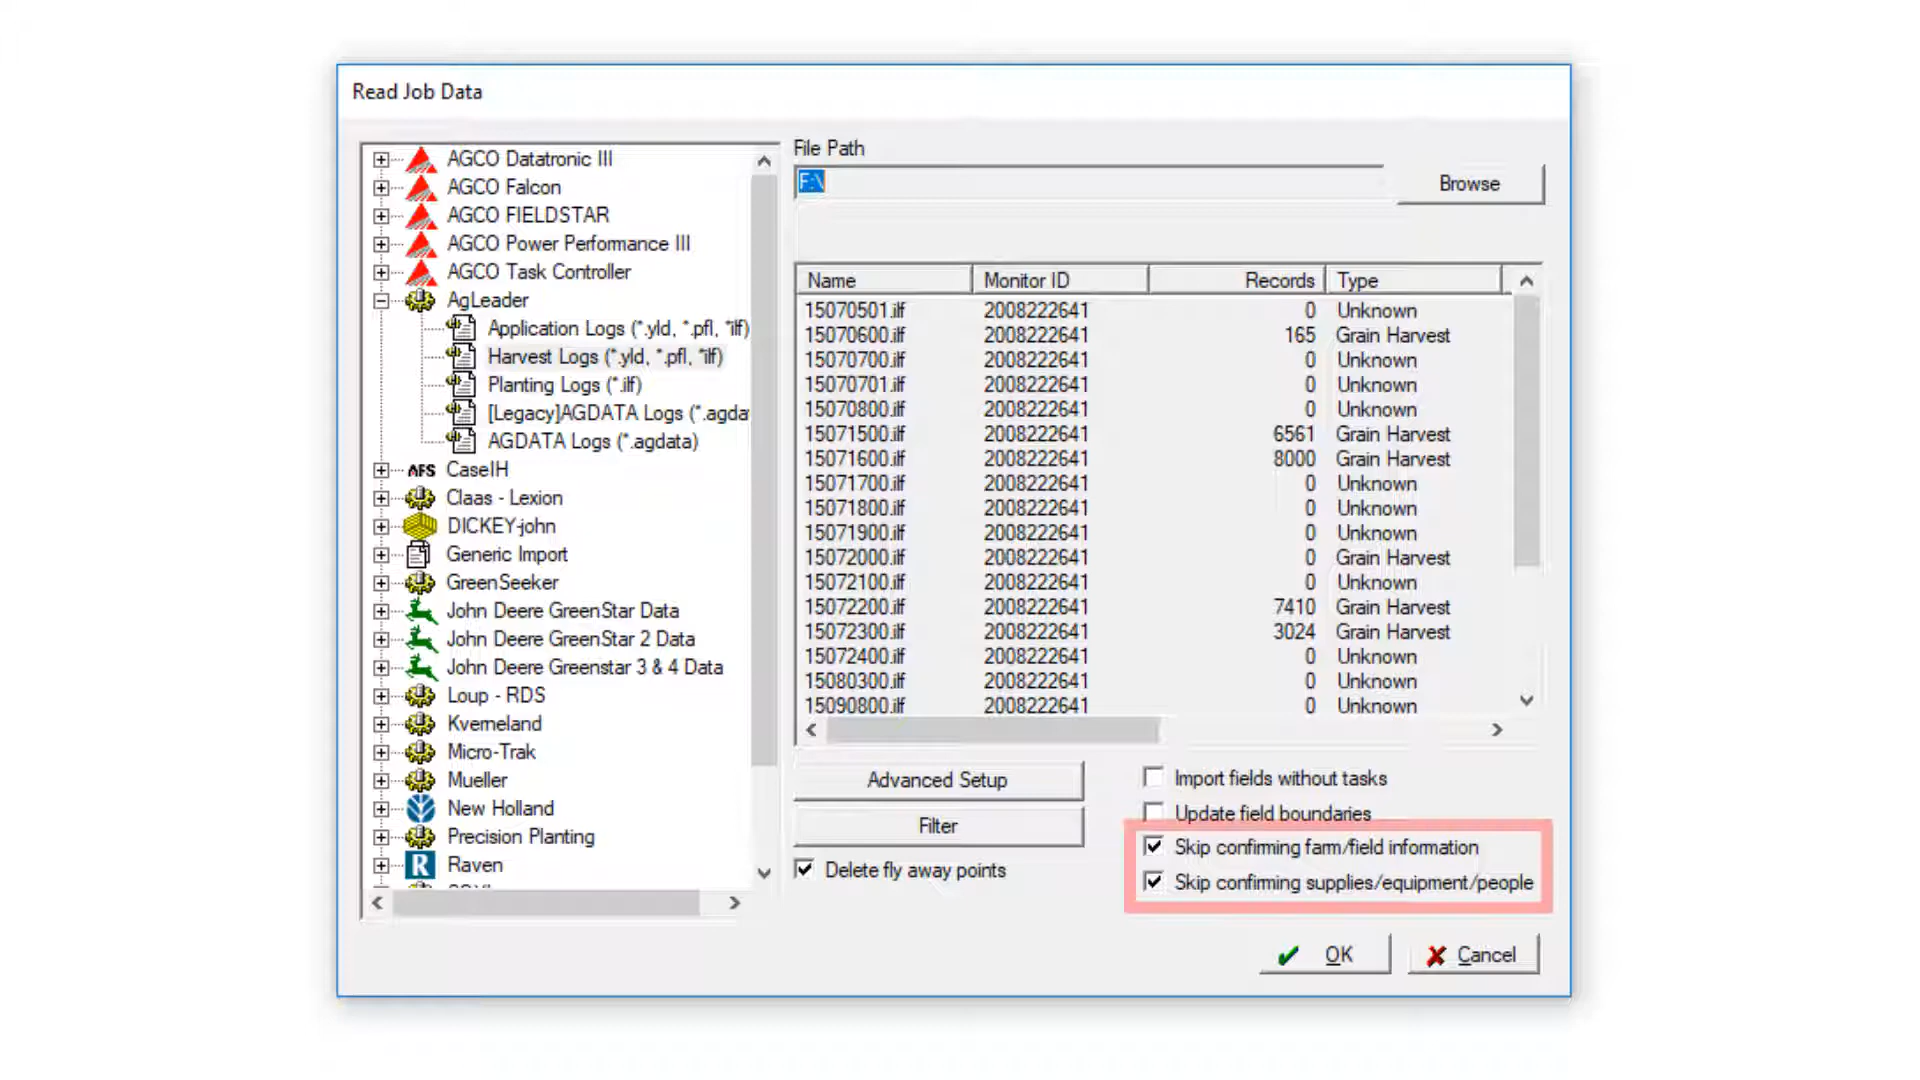 Read Job Data
AGCO Datatronic III
AGCO Falcon
AGCO FIELDSTAR
AGCO Power Performance III
AGCO Task Controller
AgLeader
Application Logs (*.yld, *.pfl, *ilf)
Harvest Logs (*.yld, *.pfl, *ilf)
Planting Logs (*.ilf)
[Legacy]AGDATA Logs (*.agda
AGDATA Logs (*.agdata)
AFS CaseIH
Claas - Lexion
DICKEY-john
Generic Import
GreenSeeker
John Deere GreenStar Data
John Deere GreenStar 2 Data
John Deere Greenstar 3 & 4 Data
Loup - RDS
Kverneland
Micro-Trak
Mueller
New Holland
Precision Planting
R Raven
File Path
F:\
Browse
Name Monitor ID Records Type
15070501.ilf 2008222641 0 Unknown
15070600.ilf 2008222641 165 Grain Harvest
15070700.ilf 2008222641 0 Unknown
15070701.ilf 2008222641 0 Unknown
15070800.ilf 2008222641 0 Unknown
15071500.ilf 2008222641 6561 Grain Harvest
15071600.ilf 2008222641 8000 Grain Harvest
15071700.ilf 2008222641 0 Unknown
15071800.ilf 2008222641 0 Unknown
15071900.ilf 2008222641 0 Unknown
15072000.ilf 2008222641 0 Grain Harvest
15072100.ilf 2008222641 0 Unknown
15072200.ilf 2008222641 7410 Grain Harvest
15072300.ilf 2008222641 3024 Grain Harvest
15072400.ilf 2008222641 0 Unknown
15080300.ilf 2008222641 0 Unknown
15090800.ilf 2008222641 0 Unknown
Advanced Setup
Filter
Delete fly away points
Import fields without tasks
Update field boundaries
Skip confirming farm/field information
Skip confirming supplies/equipment/people
OK
Cancel